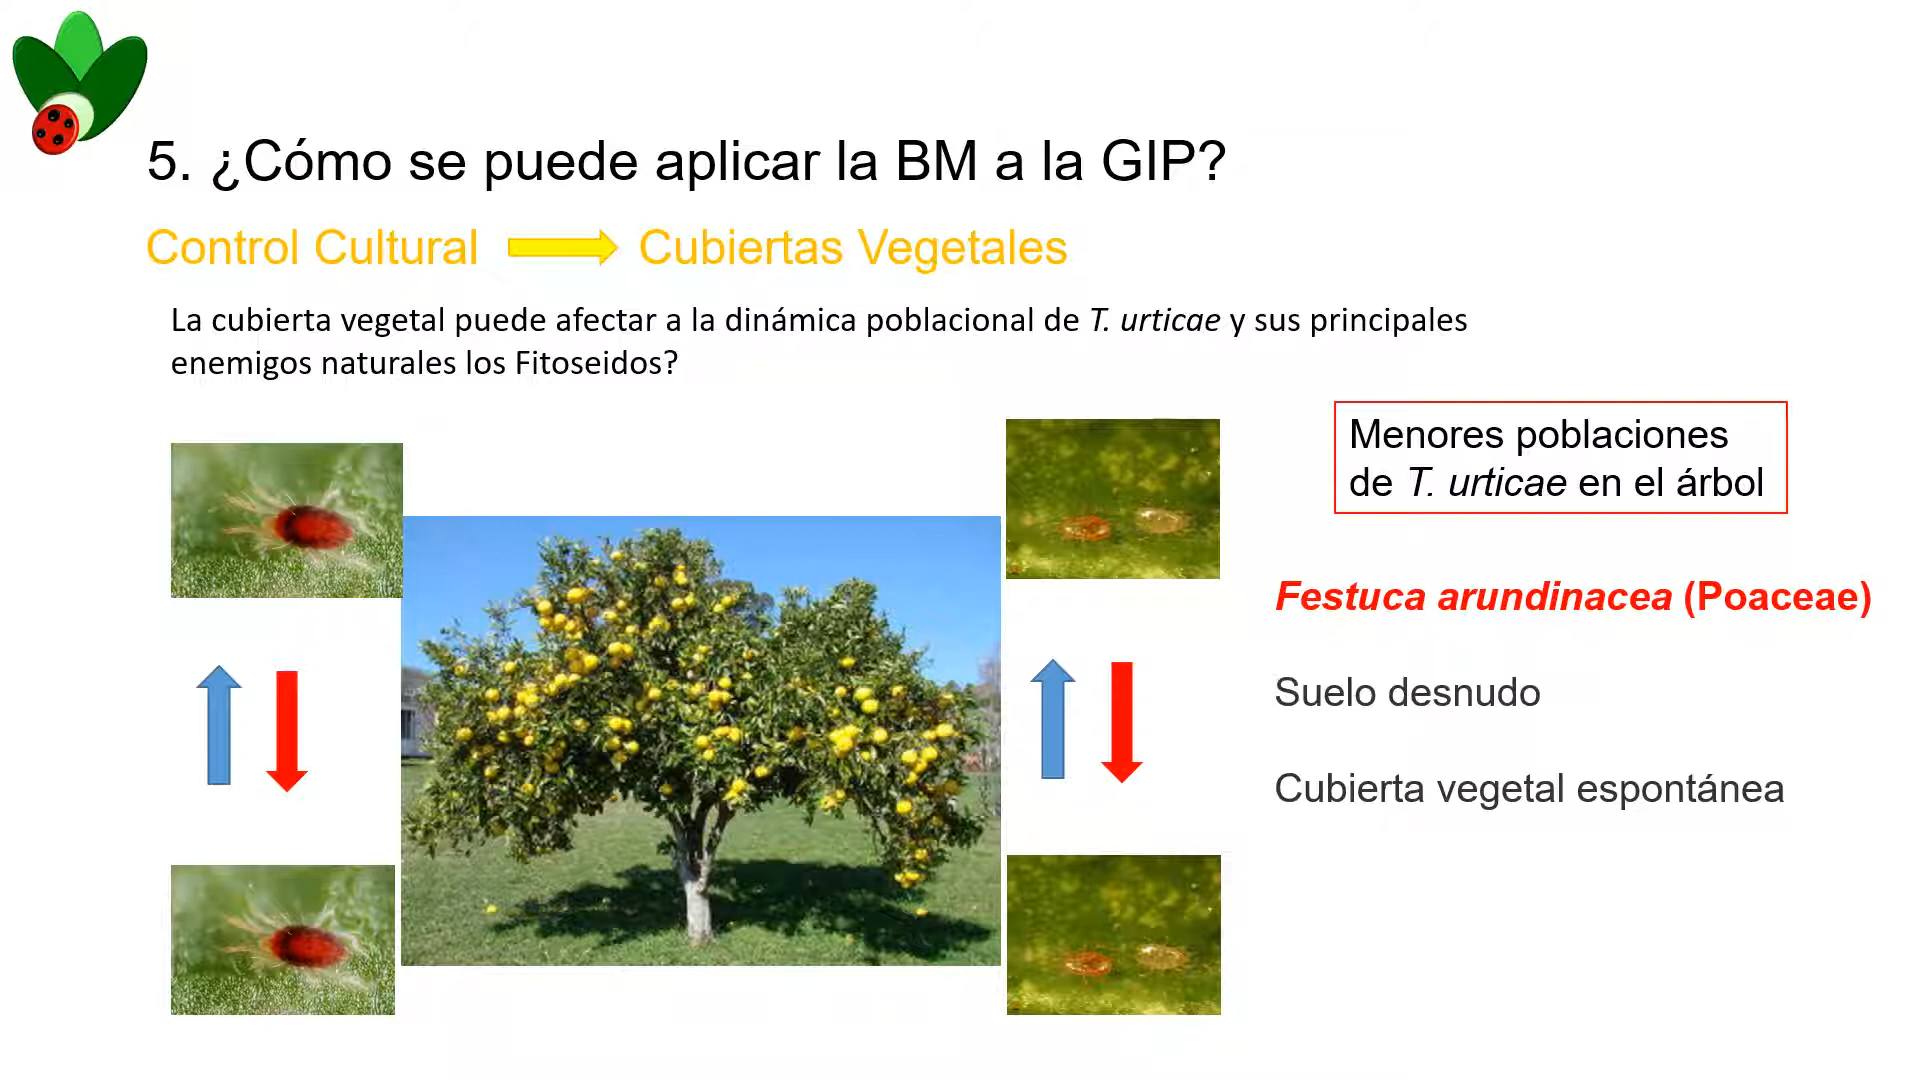 5. ¿Cómo se puede aplicar la BM a la GIP?
Control Cultural
Cubiertas Vegetales
La cubierta vegetal puede afectar a la dinámica poblacional de T. urticae y sus principales
enemigos naturales los Fitoseidos?
Menores poblaciones
de T. urticae en el árbol
Festuca arundinacea (Poaceae)
Suelo desnudo
Cubierta vegetal espontánea